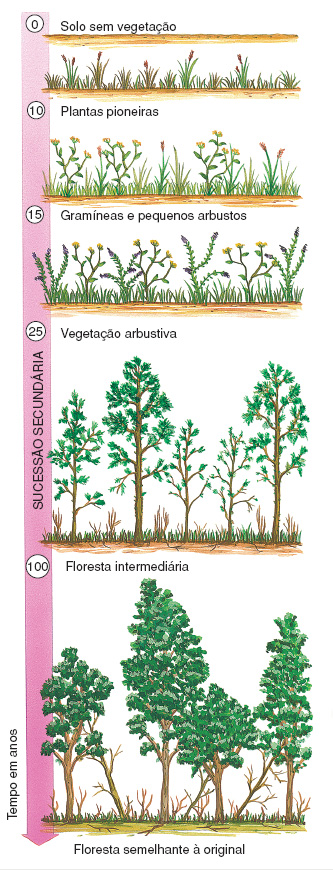 0
Solo sem vegetação
10
Plantas pioneiras
15
Gramíneas e pequenos arbustos
25
Vegetação arbustiva
SUCESSÃO SECUNDÁRIA
100
Floresta intermediária
Tempo em anos
Floresta semelhante à original